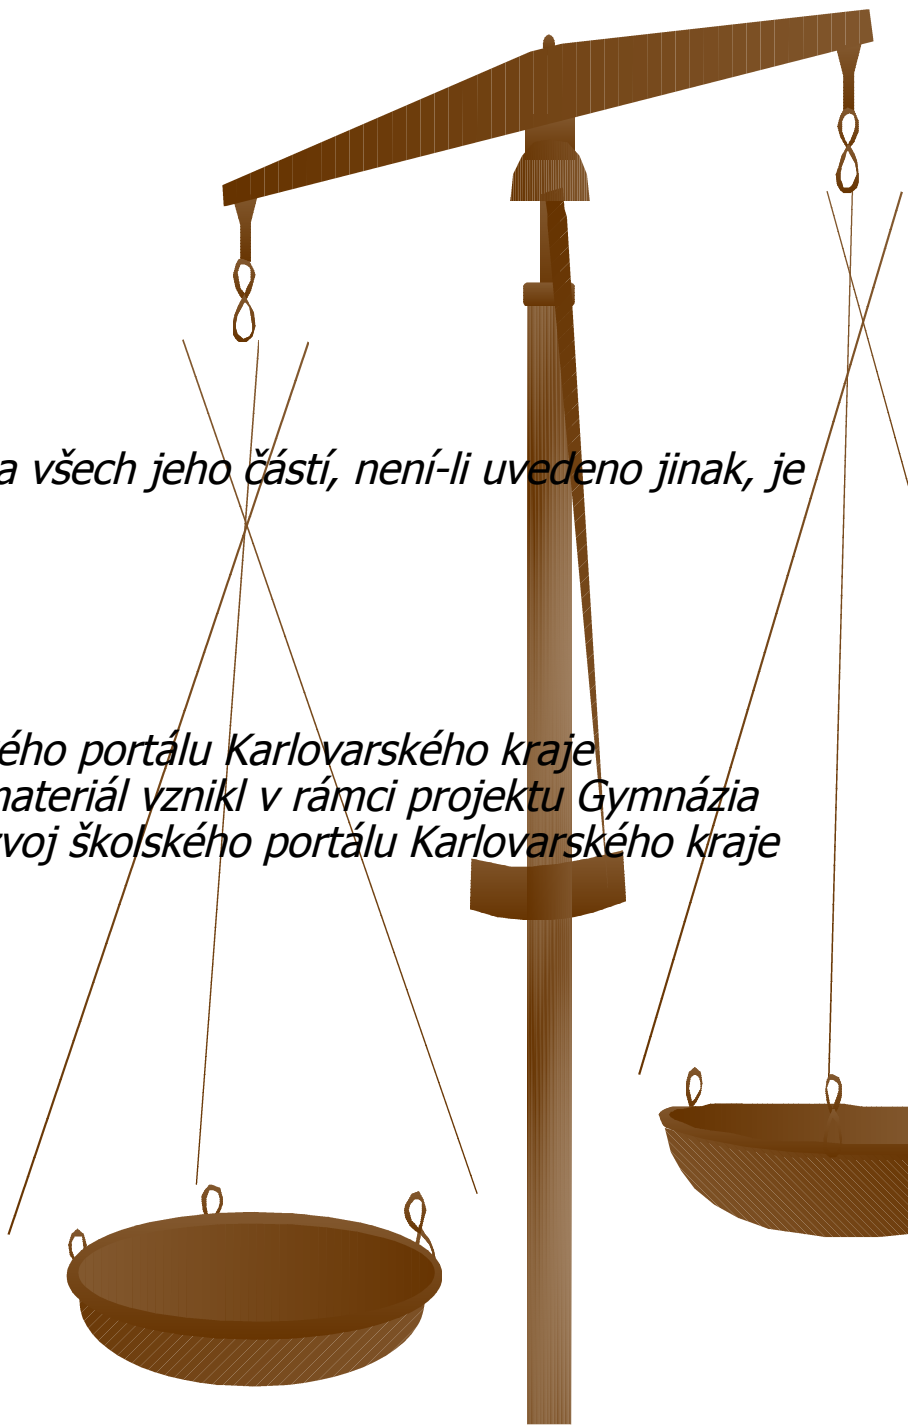 a všech jeho částí, není-li uvedeno jinak, je
ého portálu Karlovarského kraje
materiál vznikl v rámci projektu Gymnázia
voj školského portálu Karlovarského kraje